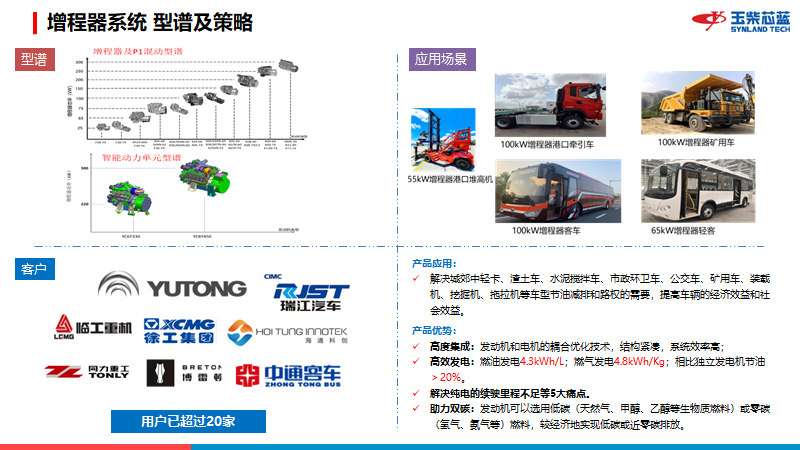 增程器系统 型谱及策略
玉柴芯蓝
SYNLAND TECH
型谱
增程器及P1混动型谱
增程器功率（kW）
300
200
150
100
75
65
25
智能动力单元型谱
300
220
YC6Y530
YC8H650
应用场景
55kW增程器港口堆高机
100kW增程器港口牵引车
100kW增程器矿用车
100kW增程器客车
65kW增程器轻客
客户
YUTONG
CIMC
RJST
瑞江汽车
LCMG
临工重机
XCMG
徐工集团
HOI TUNG INNOTEK
海通科创
同力重工
TONLY
BRETON
博雷顿
中通客车
ZHONG TONG BUS
用户已超过20家
产品应用：
✓ 解决城郊中轻卡、渣土车、水泥搅拌车、市政环卫车、公交车、矿用车、装载
机、挖掘机、拖拉机等车型节油减排和路权的需要，提高车辆的经济效益和社
会效益。
产品优势：
✓ 高度集成：发动机和电机的耦合优化技术，结构紧凑，系统效率高；
✓ 高效发电：燃油发电4.3kWh/L；燃气发电4.8kWh/Kg；相比独立发电机节油
＞20%。
✓ 解决纯电的续驶里程不足等5大痛点。
✓ 助力双碳：发动机可以选用低碳（天然气、甲醇、乙醇等生物质燃料）或零碳
（氢气、氨气等）燃料，较经济地实现低碳或近零碳排放。